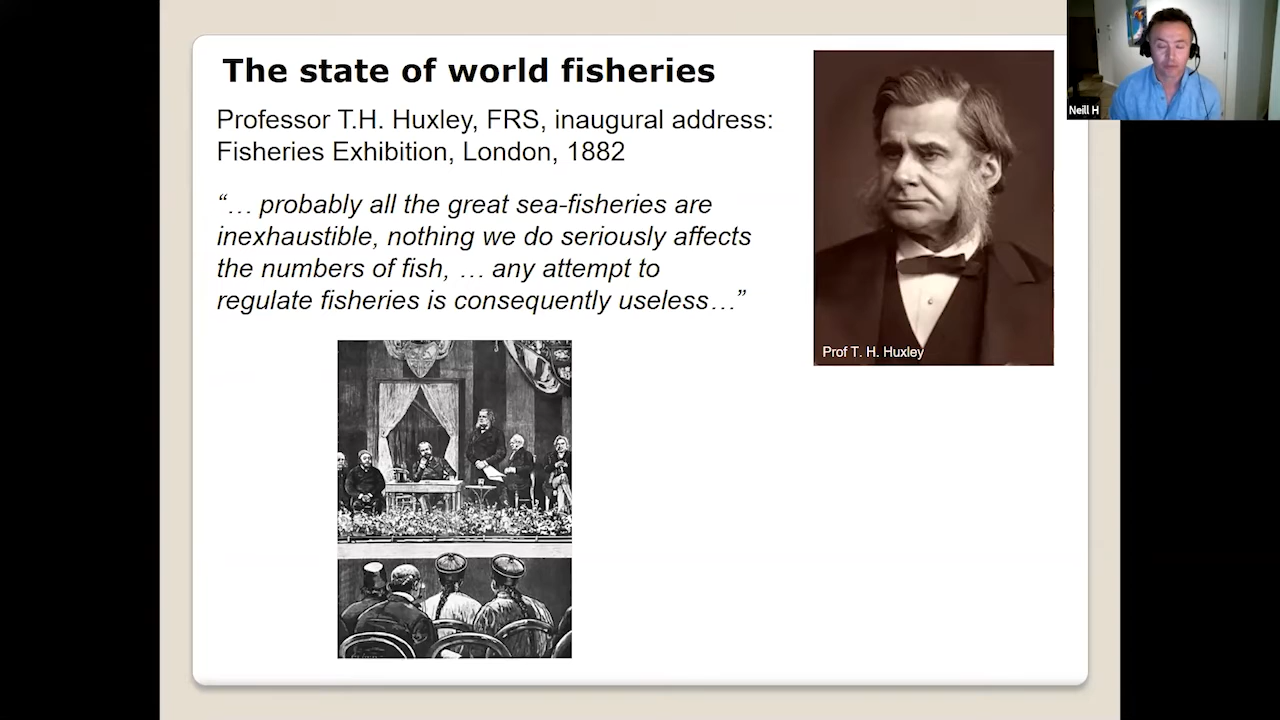 The state of world fisheries
Professor T.H. Huxley, FRS, inaugural address:
Fisheries Exhibition, London, 1882
“… probably all the great sea-fisheries are
inexhaustible, nothing we do seriously affects
the numbers of fish, … any attempt to
regulate fisheries is consequently useless…”
Prof T. H. Huxley
Neill H